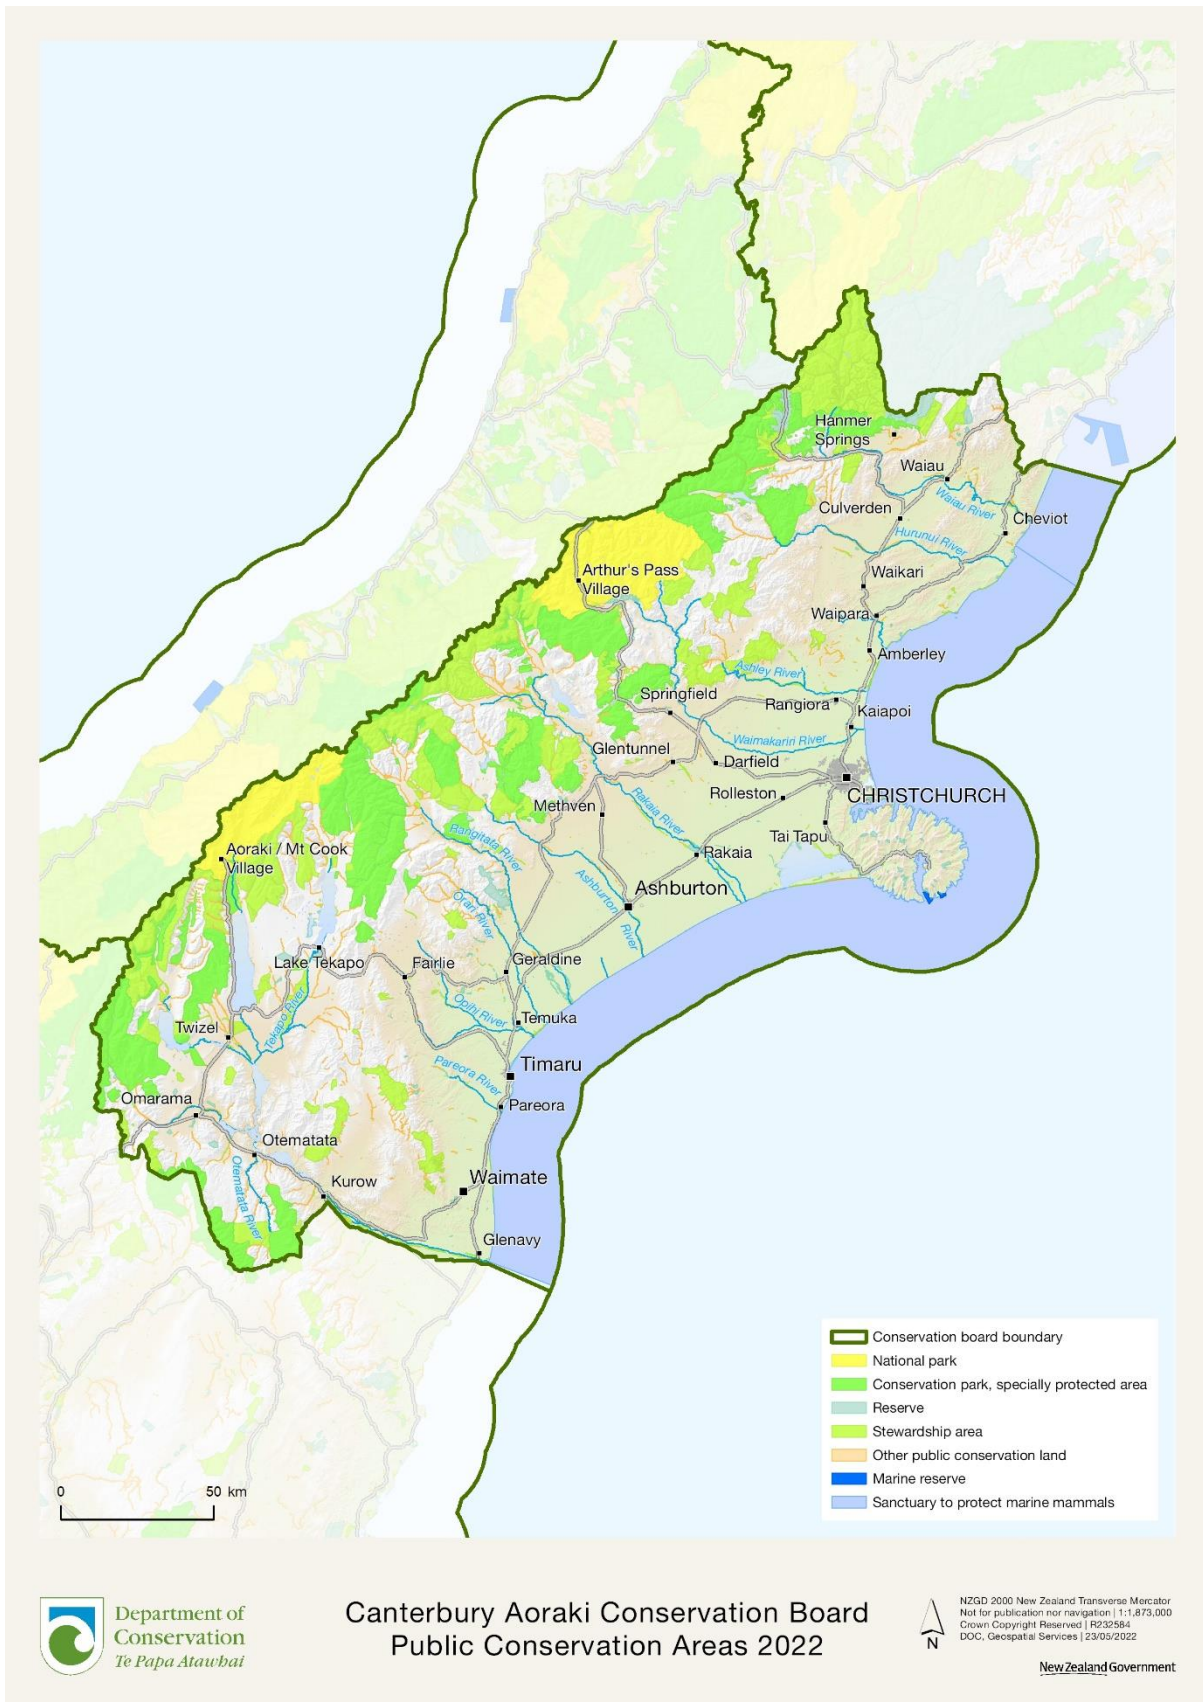 Hanmer
Springs
Waiau
Waiau River
Culverden
Cheviot
Hurunui River
Arthur's Pass
Village
Waikari
Waipara
Amberley
Ashley River
Springfield
Rangiora
Kaiapoi
Waimakariri River
Glentunnel
Darfield
Rolleston
CHRISTCHURCH
Methven
Rakaia River
Tai Tapu
Rangitata River
Rakaia
Aoraki / Mt Cook
Village
Ashburton
Ashburton River
Orari River
Lake Tekapo
Fairlie
Geraldine
Tekapo River
Opihi River
Temuka
Twizel
Timaru
Pareora River
Pareora
Omarama
Otematata
Otematata River
Kurow
Waimate
Glenavy
Conservation board boundary
National park
Conservation park, specially protected area
Reserve
Stewardship area
Other public conservation land
Marine reserve
Sanctuary to protect marine mammals
0 50 km
Department of
Conservation
Te Papa Atawhai
Canterbury Aoraki Conservation Board
Public Conservation Areas 2022
N
NZGD 2000 New Zealand Transverse Mercator
Not for publication nor navigation | 1:1,873,000
Crown Copyright Reserved | R232584
DOC, Geospatial Services | 23/05/2022
New Zealand Government